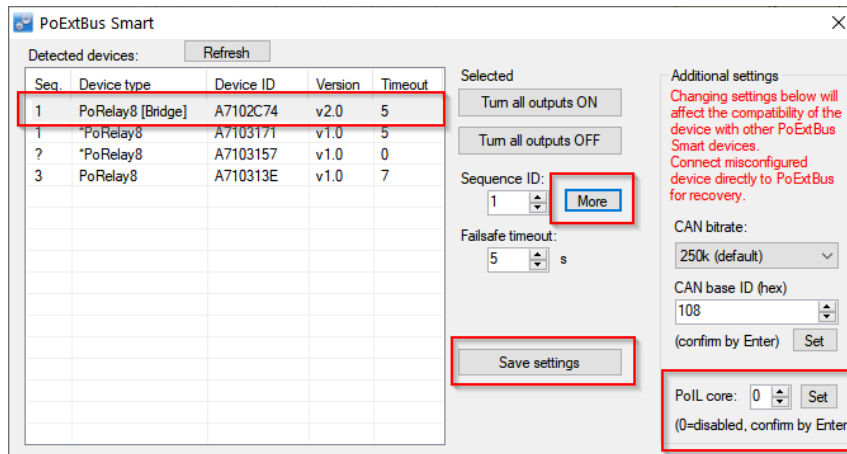 PoExtBus Smart
Detected devices:
Refresh
Seq. Device type Device ID Version Timeout
1 PoRelay8 [Bridge] A7102C74 v2.0 5
1 *PoRelay8 A7103171 v1.0 5
? *PoRelay8 A7103157 v1.0 0
3 PoRelay8 A710313E v1.0 7
Selected
Turn all outputs ON
Turn all outputs OFF
Sequence ID:
1 More
Failsafe timeout:
5 s
Save settings
Additional settings
Changing settings below will
affect the compatibility of the
device with other PoExtBus
Smart devices.
Connect misconfigured
device directly to PoExtBus
for recovery.
CAN bitrate:
250k (default)
CAN base ID (hex)
108
(confirm by Enter) Set
PoIL core: 0 Set
(0=disabled, confirm by Enter